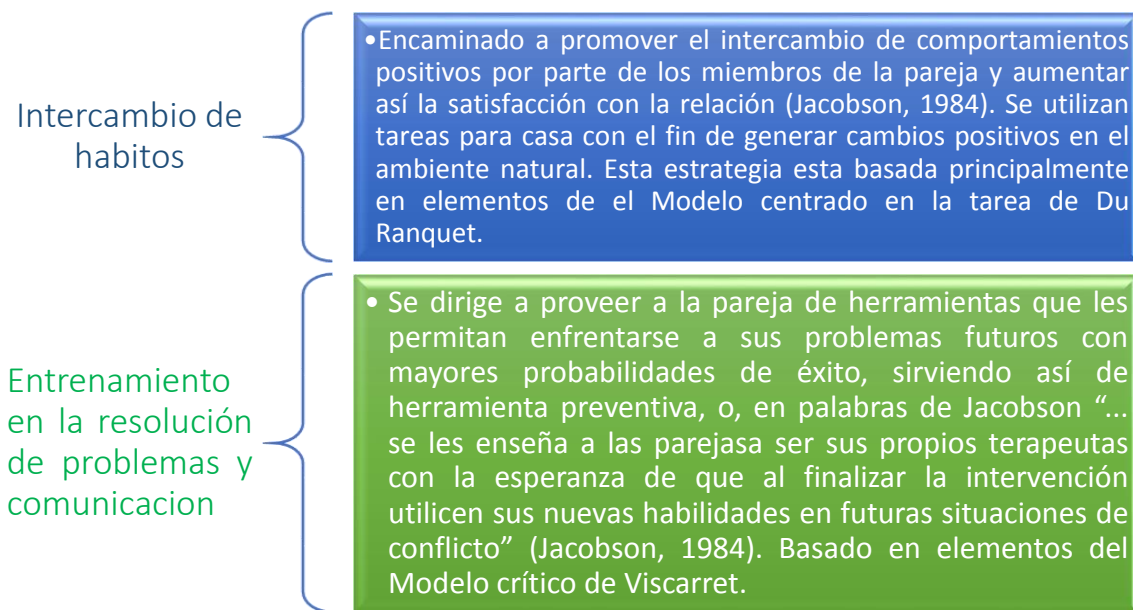 Intercambio de
habitos
•Encaminado a promover el intercambio de comportamientos
positivos por parte de los miembros de la pareja y aumentar
así la satisfacción con la relación (Jacobson, 1984). Se utilizan
tareas para casa con el fin de generar cambios positivos en el
ambiente natural. Esta estrategia esta basada principalmente
en elementos de el Modelo centrado en la tarea de Du
Ranquet.
Entrenamiento
en la resolución
de problemas y
comunicacion
• Se dirige a proveer a la pareja de herramientas que les
permitan enfrentarse a sus problemas futuros con
mayores probabilidades de éxito, sirviendo así de
herramienta preventiva, o, en palabras de Jacobson “...
se les enseña a las parejasa ser sus propios terapeutas
con la esperanza de que al finalizar la intervención
utilicen sus nuevas habilidades en futuras situaciones de
conflicto” (Jacobson, 1984). Basado en elementos del
Modelo crítico de Viscarret.